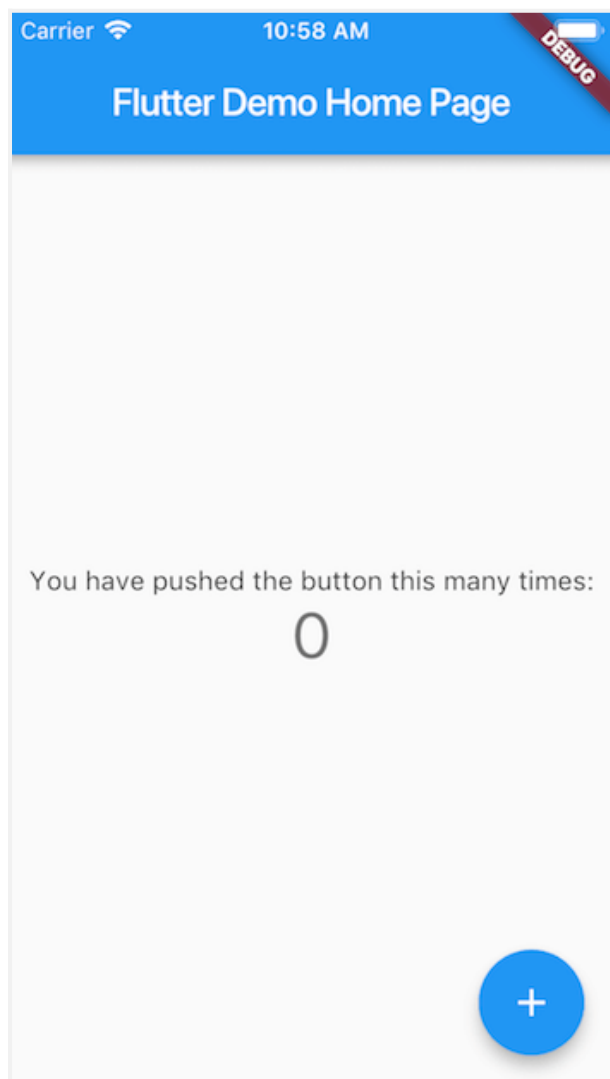 Carrier 10:58 AM
DEBUG
Flutter Demo Home Page
You have pushed the button this many times:
0
+